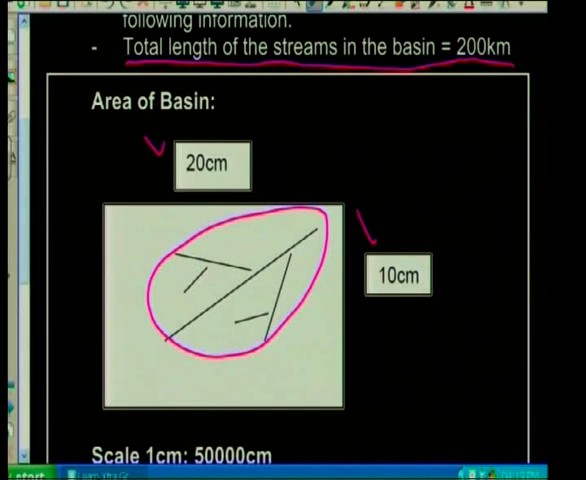 following information.
- Total length of the streams in the basin = 200km
Area of Basin:
20cm
10cm
Scale 1cm: 50000cm
start